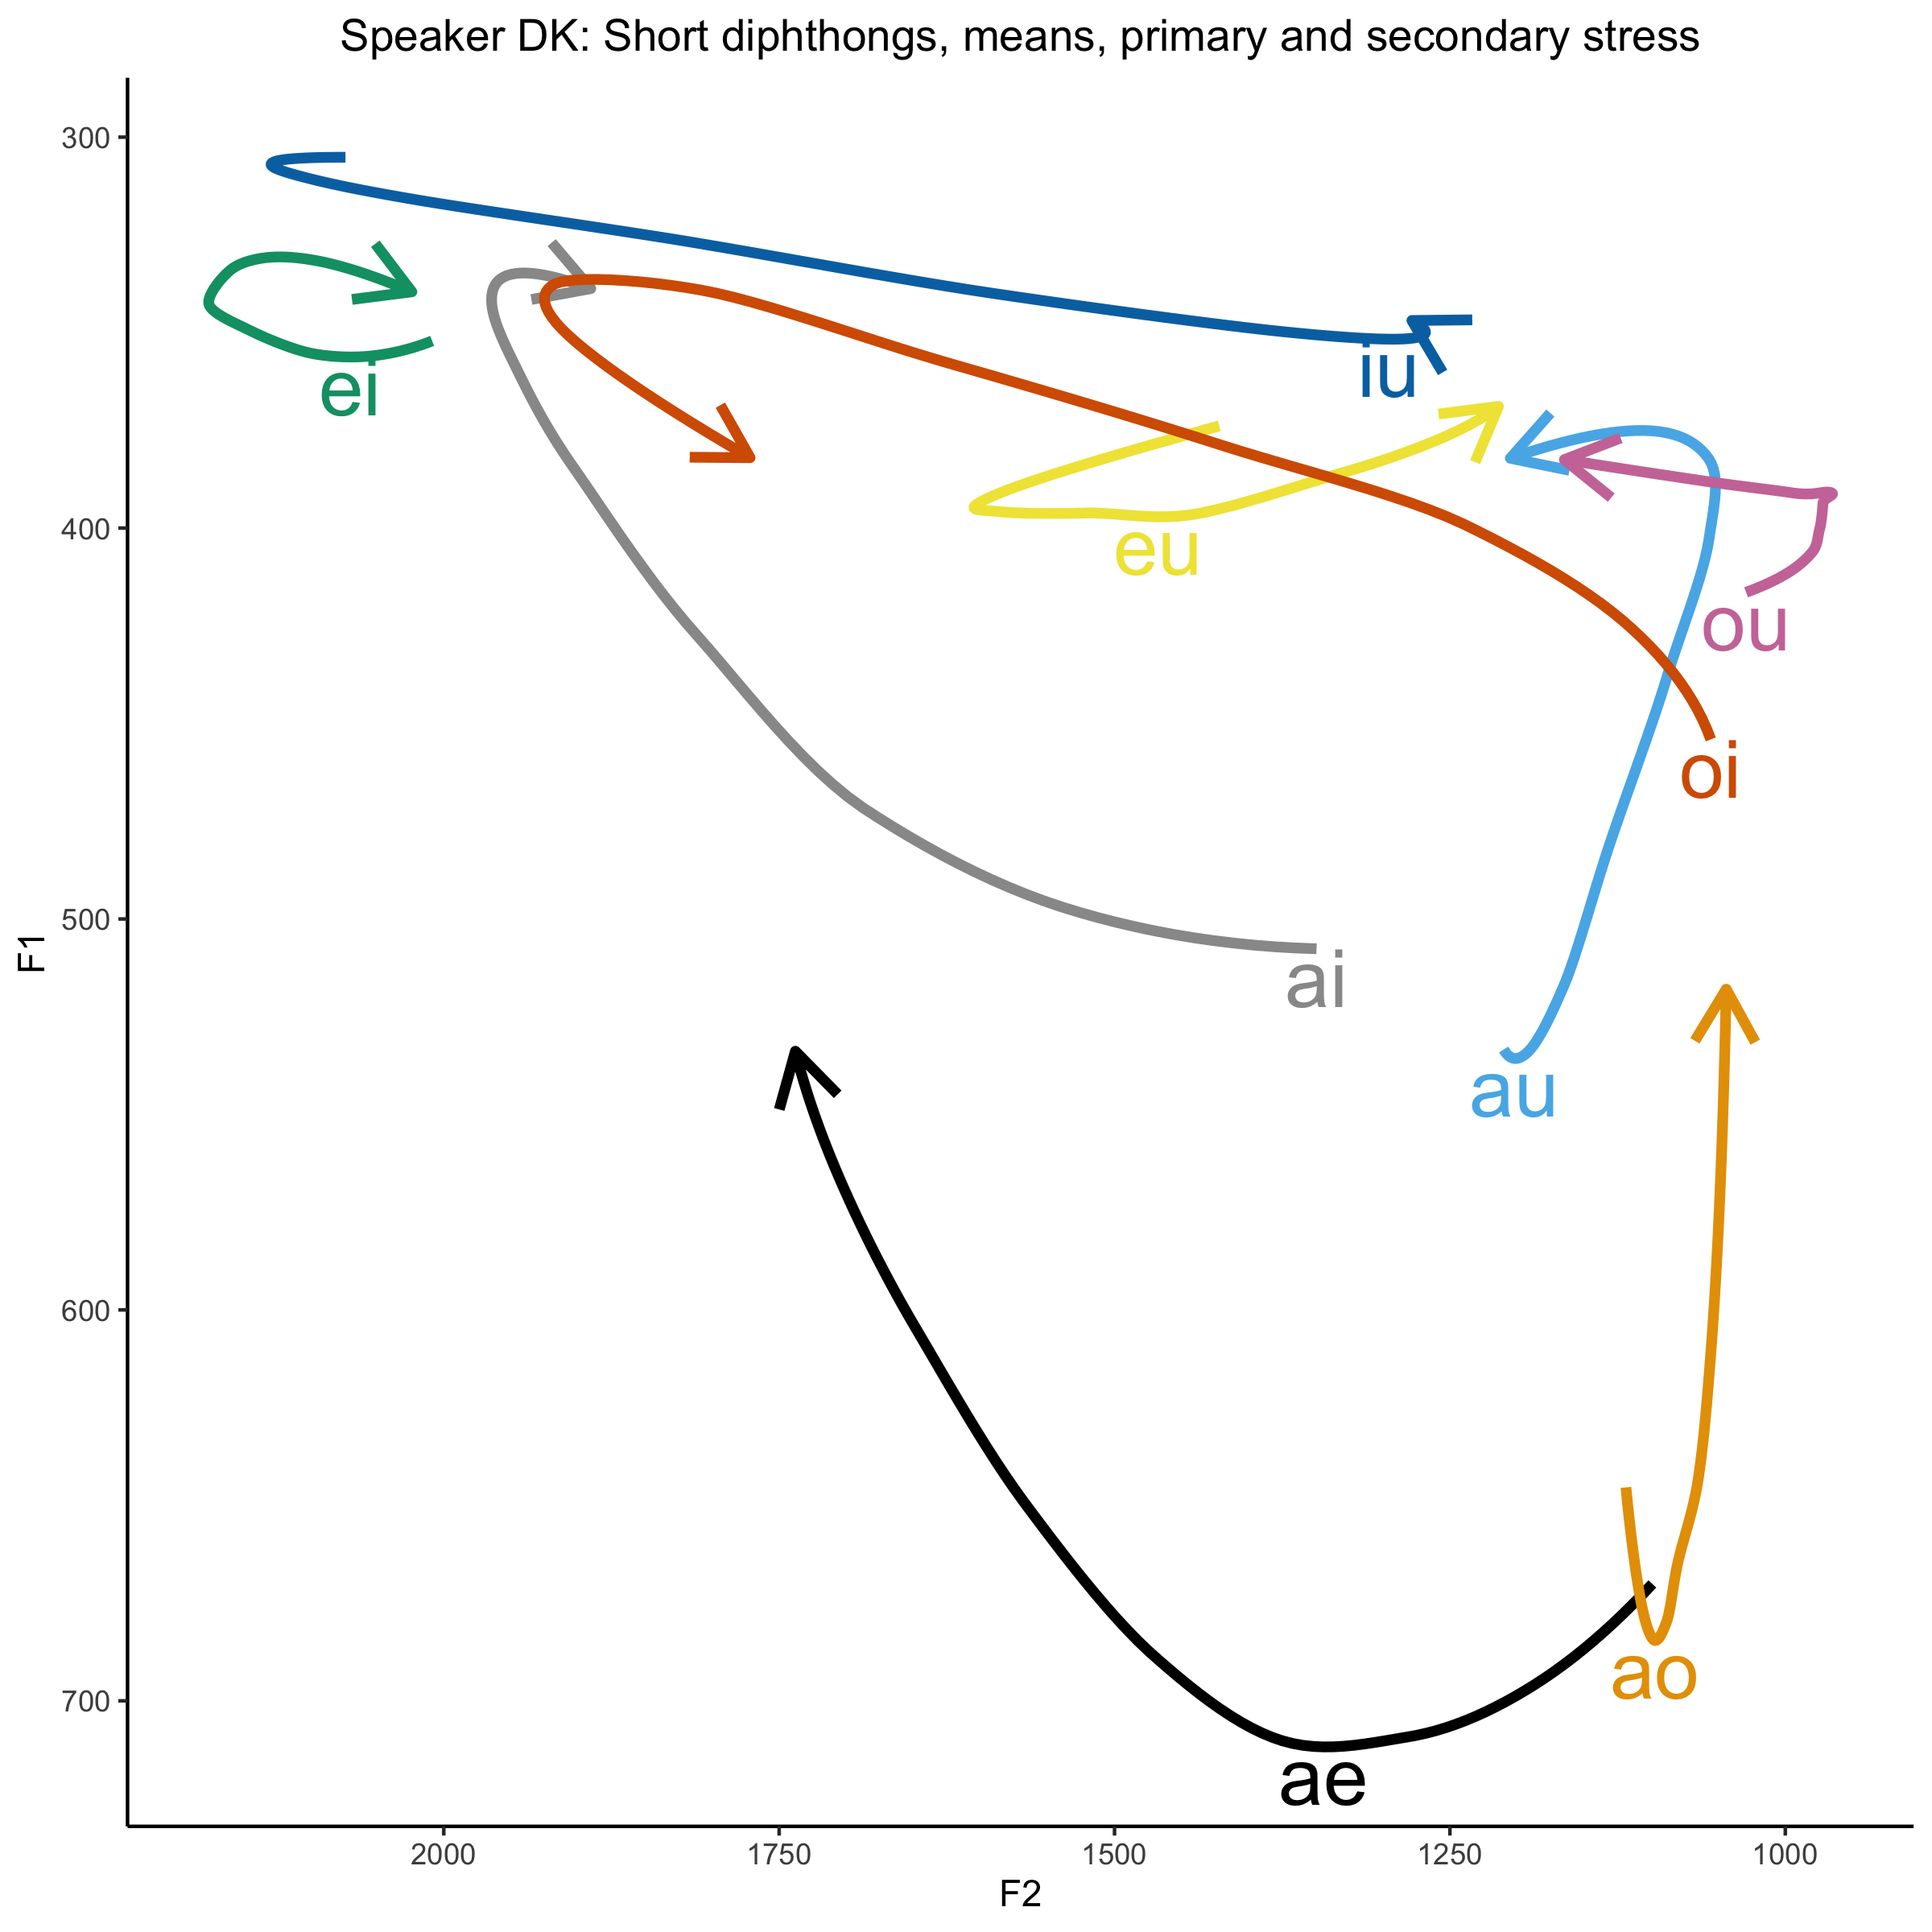 Speaker DK: Short diphthongs, means, primary and secondary stress
300
400
500
600
700
F1
ei
iu
eu
ou
oi
ai
au
ao
ae
2000
1750
1500
1250
1000
F2